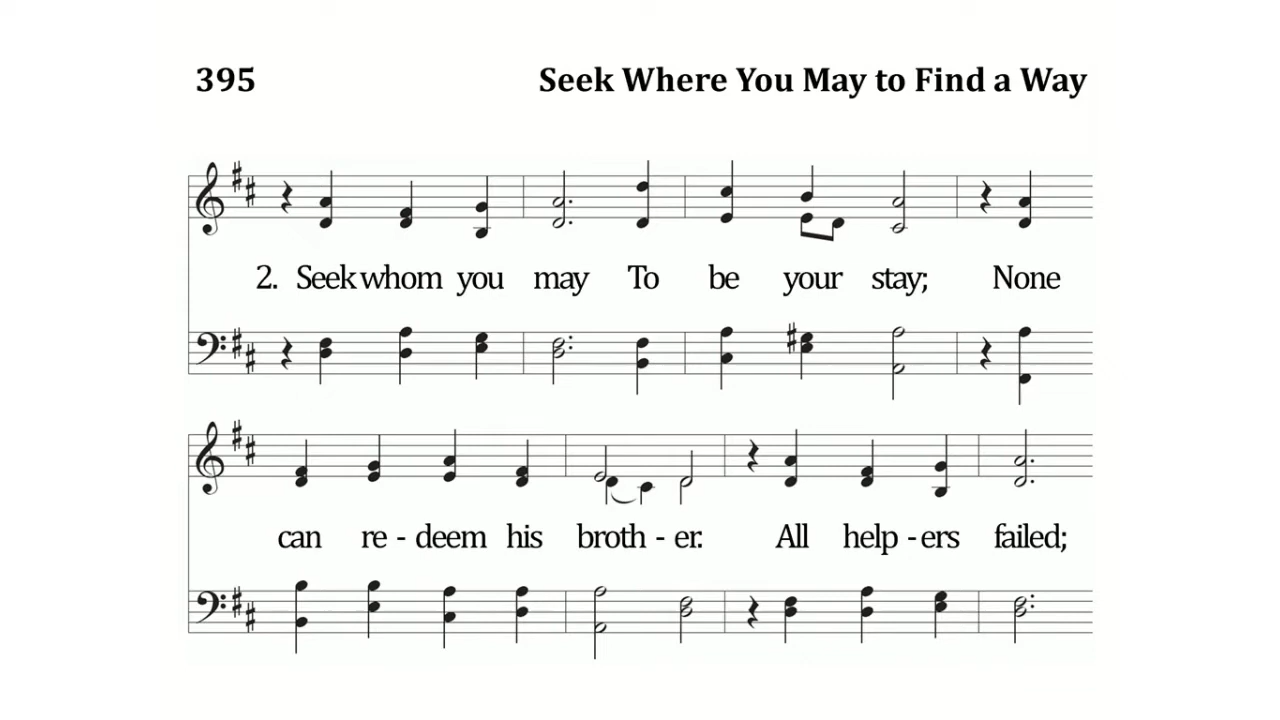 395 Seek Where You May to Find a Way
2. Seek whom you may To be your stay; None
can re - deem his broth - er. All help - ers failed;